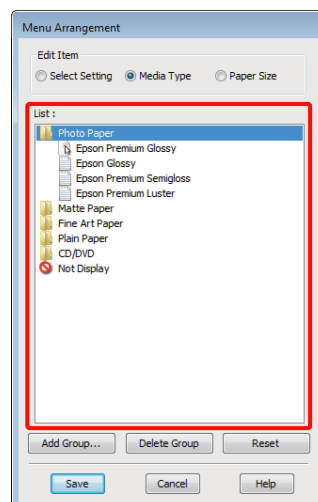 Menu Arrangement
Edit Item
Select Setting Media Type Paper Size
List :
Photo Paper
Epson Premium Glossy
Epson Glossy
Epson Premium Semigloss
Epson Premium Luster
Matte Paper
Fine Art Paper
Plain Paper
CD/DVD
Not Display
Add Group... Delete Group Reset
Save Cancel Help